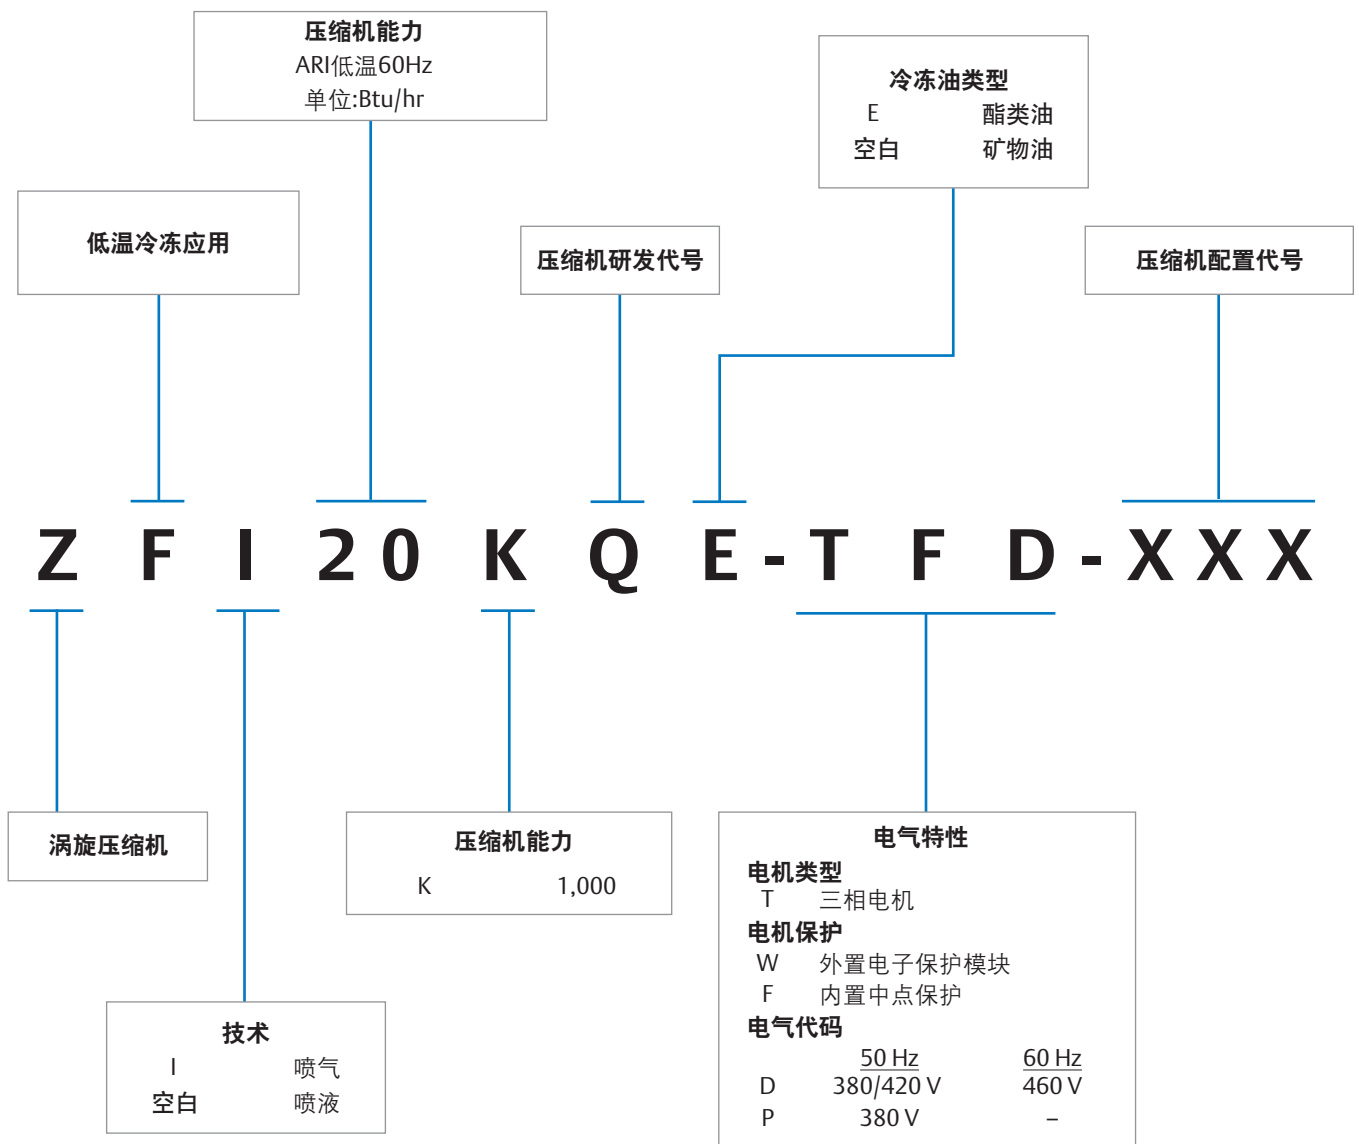 压缩机能力
ARI低温60Hz
单位:Btu/hr
冷冻油类型
E 酯类油
空白 矿物油
低温冷冻应用
压缩机研发代号
压缩机配置代号
Z F I 2 0 K Q E - T F D - X X X
涡旋压缩机
压缩机能力
K 1,000
技术
I 喷气
空白 喷液
电气特性
电机类型
T 三相电机
电机保护
W 外置电子保护模块
F 内置中点保护
电气代码
50 Hz 60 Hz
D 380/420 V 460 V
P 380 V –